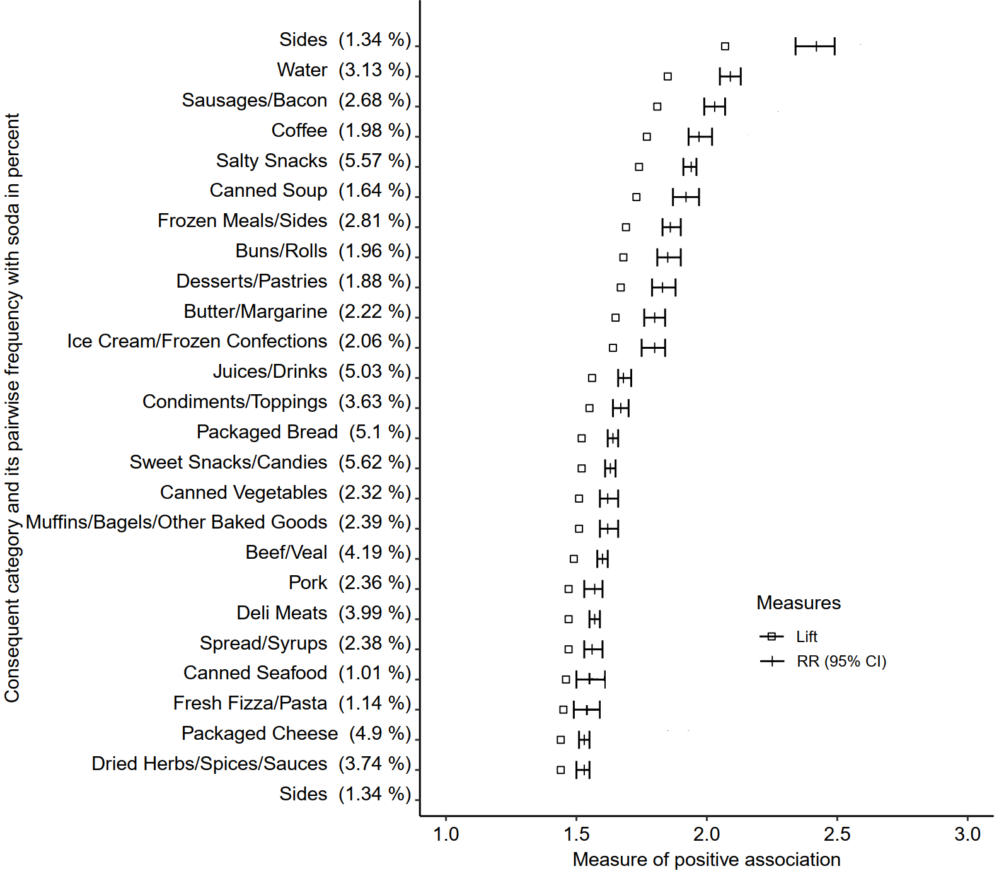 Consequent category and its pairwise frequency with soda in percent
Sides (1.34 %)
Water (3.13 %)
Sausages/Bacon (2.68 %)
Coffee (1.98 %)
Salty Snacks (5.57 %)
Canned Soup (1.64 %)
Frozen Meals/Sides (2.81 %)
Buns/Rolls (1.96 %)
Desserts/Pastries (1.88 %)
Butter/Margarine (2.22 %)
Ice Cream/Frozen Confections (2.06 %)
Juices/Drinks (5.03 %)
Condiments/Toppings (3.63 %)
Packaged Bread (5.1 %)
Sweet Snacks/Candies (5.62 %)
Canned Vegetables (2.32 %)
Muffins/Bagels/Other Baked Goods (2.39 %)
Beef/Veal (4.19 %)
Pork (2.36 %)
Deli Meats (3.99 %)
Spread/Syrups (2.38 %)
Canned Seafood (1.01 %)
Fresh Fizza/Pasta (1.14 %)
Packaged Cheese (4.9 %)
Dried Herbs/Spices/Sauces (3.74 %)
Sides (1.34 %)
Measures
Lift
RR (95% CI)
1.0 1.5 2.0 2.5 3.0
Measure of positive association